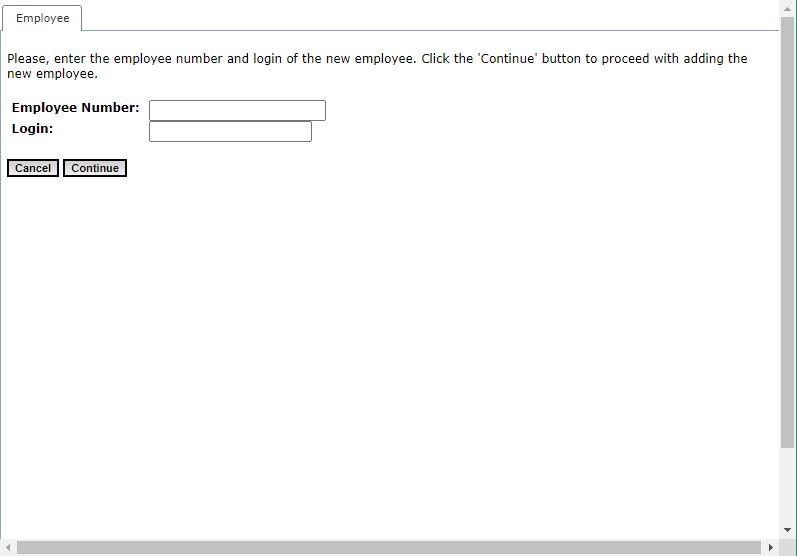 Employee
Please, enter the employee number and login of the new employee. Click the 'Continue' button to proceed with adding the
new employee.
Employee Number:
Login:
Cancel Continue